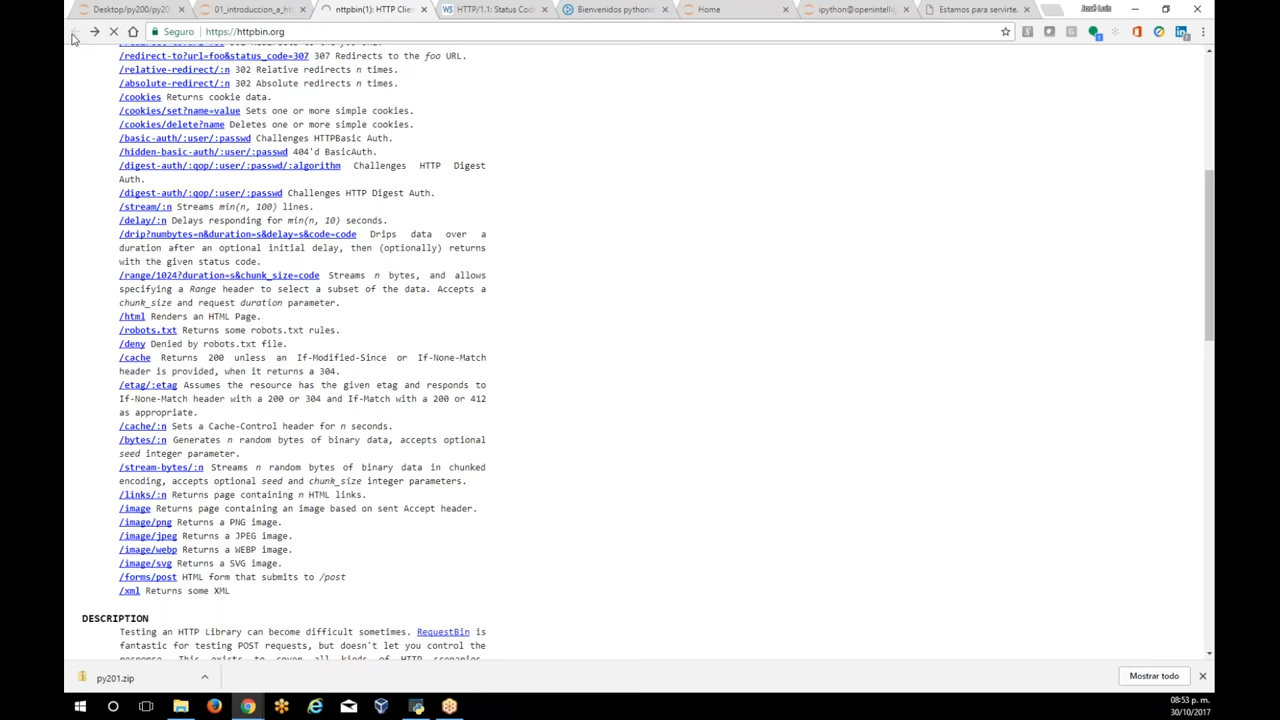 Desktop/py200/py20 01_introduccion_a_ht nttpbin(1): HTTP Clie HTTP/1.1: Status Cod Bienvenidos pythonis Home ipython@openintellig Estamos para servirte. José Luis
Seguro https://httpbin.org
/redirect-to?url=foo&status_code=307 307 Redirects to the foo URL.
/relative-redirect/:n 302 Relative redirects n times.
/absolute-redirect/:n 302 Absolute redirects n times.
/cookies Returns cookie data.
/cookies/set?name=value Sets one or more simple cookies.
/cookies/delete?name Deletes one or more simple cookies.
/basic-auth/:user/:passwd Challenges HTTPBasic Auth.
/hidden-basic-auth/:user/:passwd 404'd BasicAuth.
/digest-auth/:qop/:user/:passwd/:algorithm Challenges HTTP Digest
Auth.
/digest-auth/:qop/:user/:passwd Challenges HTTP Digest Auth.
/stream/:n Streams min(n, 100) lines.
/delay/:n Delays responding for min(n, 10) seconds.
/drip?numbytes=n&duration=s&delay=s&code=code Drips data over a
duration after an optional initial delay, then (optionally) returns
with the given status code.
/range/1024?duration=s&chunk_size=code Streams n bytes, and allows
specifying a Range header to select a subset of the data. Accepts a
chunk_size and request duration parameter.
/html Renders an HTML Page.
/robots.txt Returns some robots.txt rules.
/deny Denied by robots.txt file.
/cache Returns 200 unless an If-Modified-Since or If-None-Match
header is provided, when it returns a 304.
/etag/:etag Assumes the resource has the given etag and responds to
If-None-Match header with a 200 or 304 and If-Match with a 200 or 412
as appropriate.
/cache/:n Sets a Cache-Control header for n seconds.
/bytes/:n Generates n random bytes of binary data, accepts optional
seed integer parameter.
/stream-bytes/:n Streams n random bytes of binary data in chunked
encoding, accepts optional seed and chunk_size integer parameters.
/links/:n Returns page containing n HTML links.
/image Returns page containing an image based on sent Accept header.
/image/png Returns a PNG image.
/image/jpeg Returns a JPEG image.
/image/webp Returns a WEBP image.
/image/svg Returns a SVG image.
/forms/post HTML form that submits to /post
/xml Returns some XML
DESCRIPTION
Testing an HTTP Library can become difficult sometimes. RequestBin is
fantastic for testing POST requests, but doesn't let you control the
response. This exists to cover all kinds of HTTP scenarios.
py201.zip
Mostrar todo
08:53 p. m.
30/10/2017